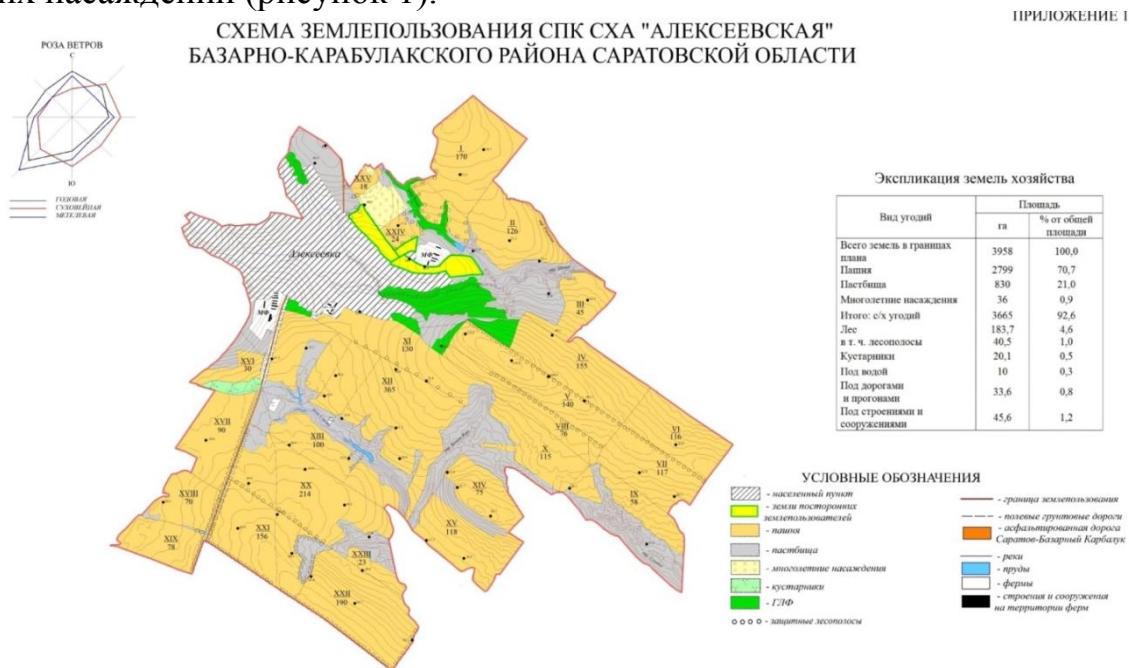 их насаждений (рисунок 1).
ПРИЛОЖЕНИЕ 1
СХЕМА ЗЕМЛЕПОЛЬЗОВАНИЯ СПК СХА "АЛЕКСЕЕВСКАЯ"
БАЗАРНО-КАРАБУЛАКСКОГО РАЙОНА САРАТОВСКОЙ ОБЛАСТИ
РОЗА ВЕТРОВ
С
Ю
ГОДОВАЯ
СУХОВЕЙНАЯ
МЕТЕЛЕВАЯ
I
170
XXV
18
II
126
XXIV
24
МФ
Алексеевка
МФ
III
45
XI
130
IV
155
XVI
30
XII
365
V
140
XVII
90
XIII
100
VIII
76
VI
116
X
115
VII
117
XX
214
XIV
75
IX
58
XVIII
70
XXI
156
XV
118
XIX
78
XXIII
23
XXII
190
Экспликация земель хозяйства
Вид угодий
Площадь
га
% от общей
площади
Всего земель в границах
плана
3958
100,0
Пашня
2799
70,7
Пастбища
830
21,0
Многолетние насаждения
36
0,9
Итого: с/х угодий
3665
92,6
Лес
183,7
4,6
в т. ч. лесополосы
40,5
1,0
Кустарники
20,1
0,5
Под водой
10
0,3
Под дорогами
и прогонами
33,6
0,8
Под строениями и
сооружениями
45,6
1,2
УСЛОВНЫЕ ОБОЗНАЧЕНИЯ
- населенный пункт
- земли посторонних
землепользователей
- пашня
- пастбища
- многолетние насаждения
- кустарники
- ГЛФ
- защитные лесополосы
- граница землепользования
- полевые грунтовые дороги
- асфальтированная дорога
Саратов-Базарный Карбалук
- реки
- пруды
- фермы
- строения и сооружения
на территории ферм